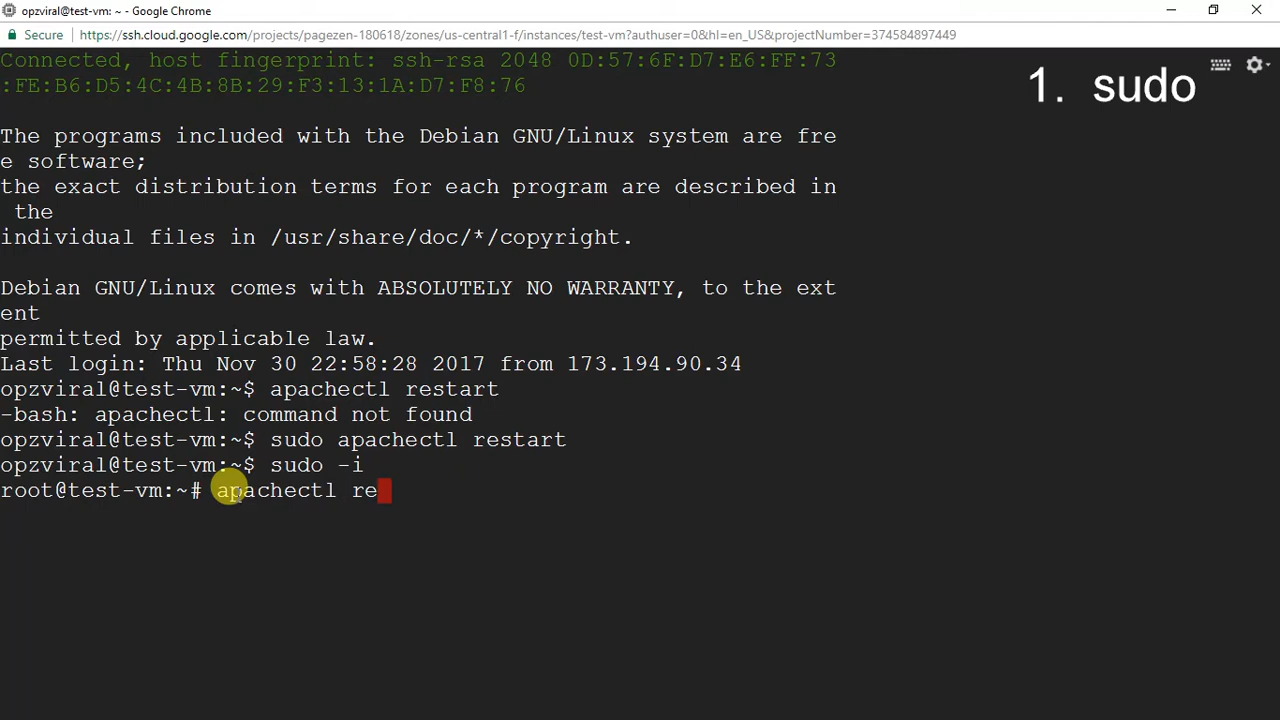 opzviral@test-vm: ~ - Google Chrome
Secure https://ssh.cloud.google.com/projects/pagezen-180618/zones/us-central1-f/instances/test-vm?authuser=0&hl=en_US&projectNumber=374584897449
Connected, host fingerprint: ssh-rsa 2048 0D:57:6F:D7:E6:FF:73
:FE:B6:D5:4C:4B:8B:29:F3:13:1A:D7:F8:76
1. sudo
The programs included with the Debian GNU/Linux system are fre
e software;
the exact distribution terms for each program are described in
the
individual files in /usr/share/doc/*/copyright.
Debian GNU/Linux comes with ABSOLUTELY NO WARRANTY, to the ext
ent
permitted by applicable law.
Last login: Thu Nov 30 22:58:28 2017 from 173.194.90.34
opzviral@test-vm:~$ apachectl restart
-bash: apachectl: command not found
opzviral@test-vm:~$ sudo apachectl restart
opzviral@test-vm:~$ sudo -i
root@test-vm:~# apachectl re